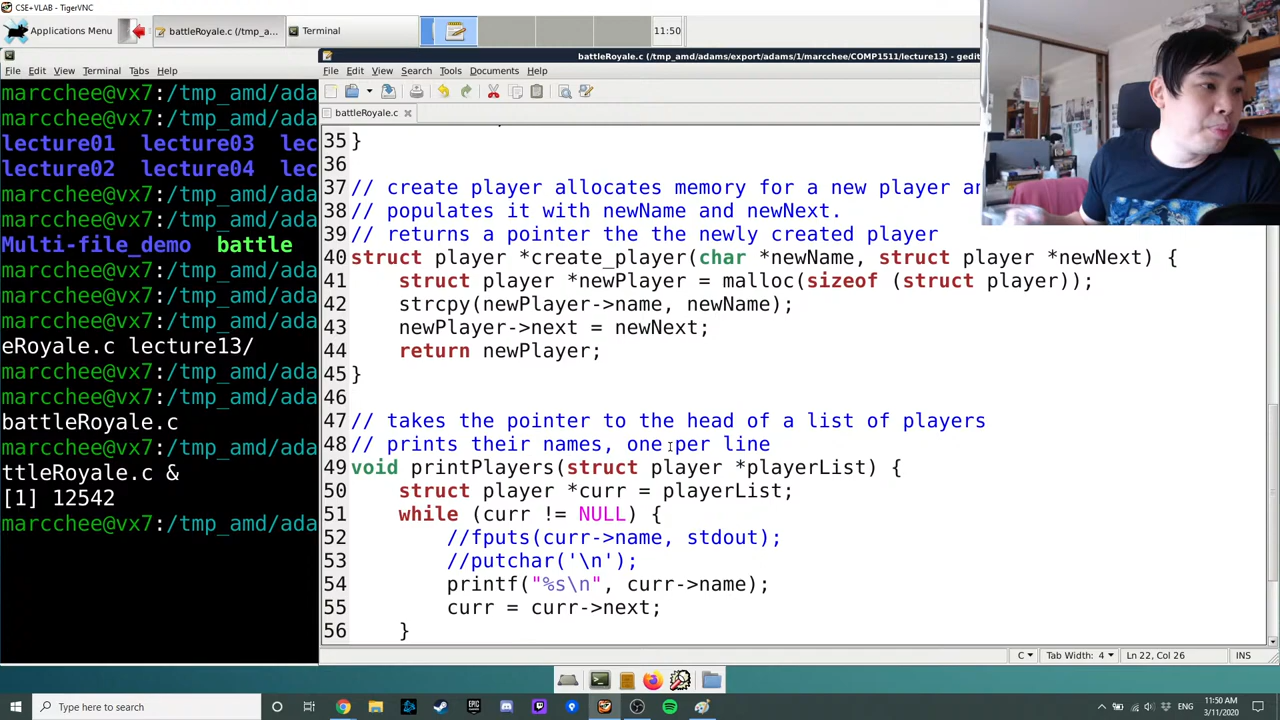 CSE+VLAB - TigerVNC
Applications Menu
battleRoyale.c (/tmp_a...
Terminal
11:50
battleRoyale.c (/tmp_amd/adams/export/adams/1/marcchee/COMP1511/lecture13) - gedit
File Edit View Terminal Tabs Help
File Edit View Search Tools Documents Help
battleRoyale.c
marcchee@vx7:/tmp_amd/ada
marcchee@vx7:/tmp_amd/ada
lecture01 lecture03 lec
lecture02 lecture04 lec
marcchee@vx7:/tmp_amd/ada
marcchee@vx7:/tmp_amd/ada
Multi-file_demo battle
marcchee@vx7:/tmp_amd/ada
marcchee@vx7:/tmp_amd/ada
marcchee@vx7:/tmp_amd/ada
eRoyale.c lecture13/
marcchee@vx7:/tmp_amd/ada
marcchee@vx7:/tmp_amd/ada
battleRoyale.c
marcchee@vx7:/tmp_amd/ada
ttleRoyale.c &
[1] 12542
marcchee@vx7:/tmp_amd/ada
35 }
36
37 // create player allocates memory for a new player
38 // populates it with newName and newNext.
39 // returns a pointer the the newly created player
40 struct player *create_player(char *newName, struct player *newNext) {
41 struct player *newPlayer = malloc(sizeof (struct player));
42 strcpy(newPlayer->name, newName);
43 newPlayer->next = newNext;
44 return newPlayer;
45 }
46
47 // takes the pointer to the head of a list of players
48 // prints their names, one per line
49 void printPlayers(struct player *playerList) {
50 struct player *curr = playerList;
51 while (curr != NULL) {
52 //fputs(curr->name, stdout);
53 //putchar('\n');
54 printf("%s\n", curr->name);
55 curr = curr->next;
56 }
C Tab Width: 4 Ln 22, Col 26 INS
Type here to search
11:50 AM
3/11/2020